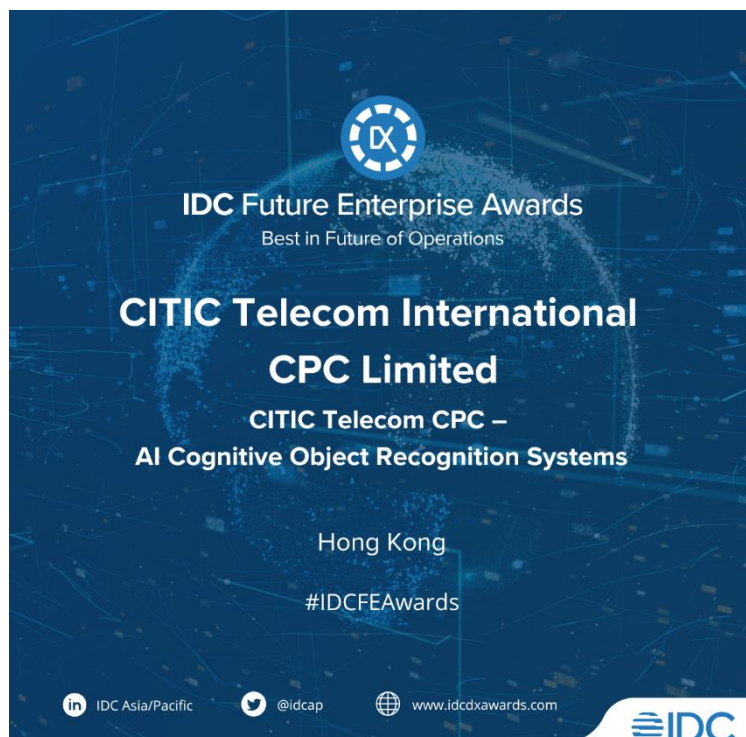 DX
IDC Future Enterprise Awards
Best in Future of Operations
CITIC Telecom International
CPC Limited
CITIC Telecom CPC –
AI Cognitive Object Recognition Systems
Hong Kong
#IDCFEAwards
in IDC Asia/Pacific @idcap www.idcdxawards.com
IDC